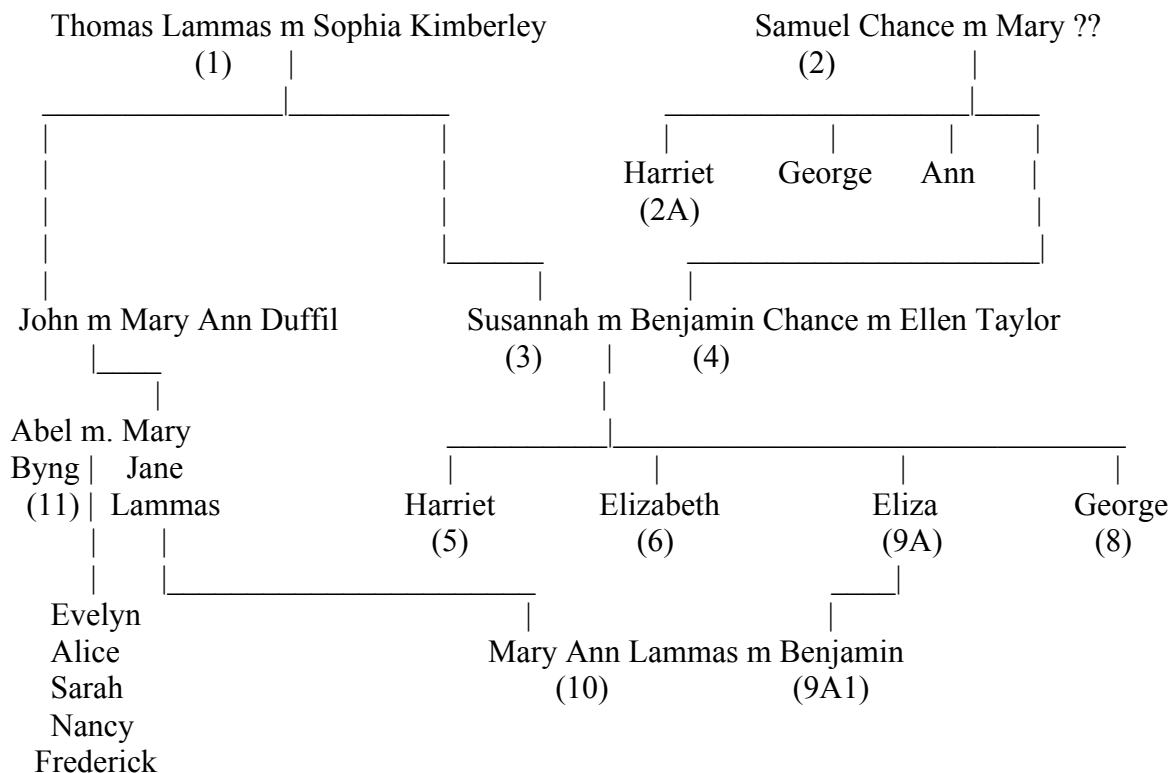 Thomas Lammas m Sophia Kimberley Samuel Chance m Mary ??
(1) (2)
Harriet George Ann
(2A)
John m Mary Ann Duffil Susannah m Benjamin Chance m Ellen Taylor
(3) (4)
Abel m. Mary
Byng Jane
(11) Lammas Harriet Elizabeth Eliza George
(5) (6) (9A) (8)
Evelyn
Alice Mary Ann Lammas m Benjamin
Sarah (10) (9A1)
Nancy
Frederick